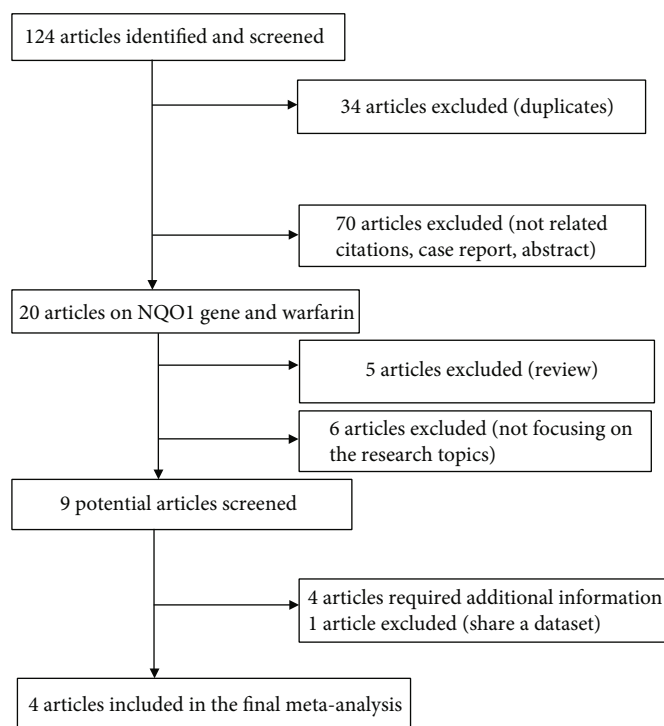 124 articles identified and screened
34 articles excluded (duplicates)
70 articles excluded (not related
citations, case report, abstract)
20 articles on NQO1 gene and warfarin
5 articles excluded (review)
6 articles excluded (not focusing on
the research topics)
9 potential articles screened
4 articles required additional information
1 article excluded (share a dataset)
4 articles included in the final meta-analysis